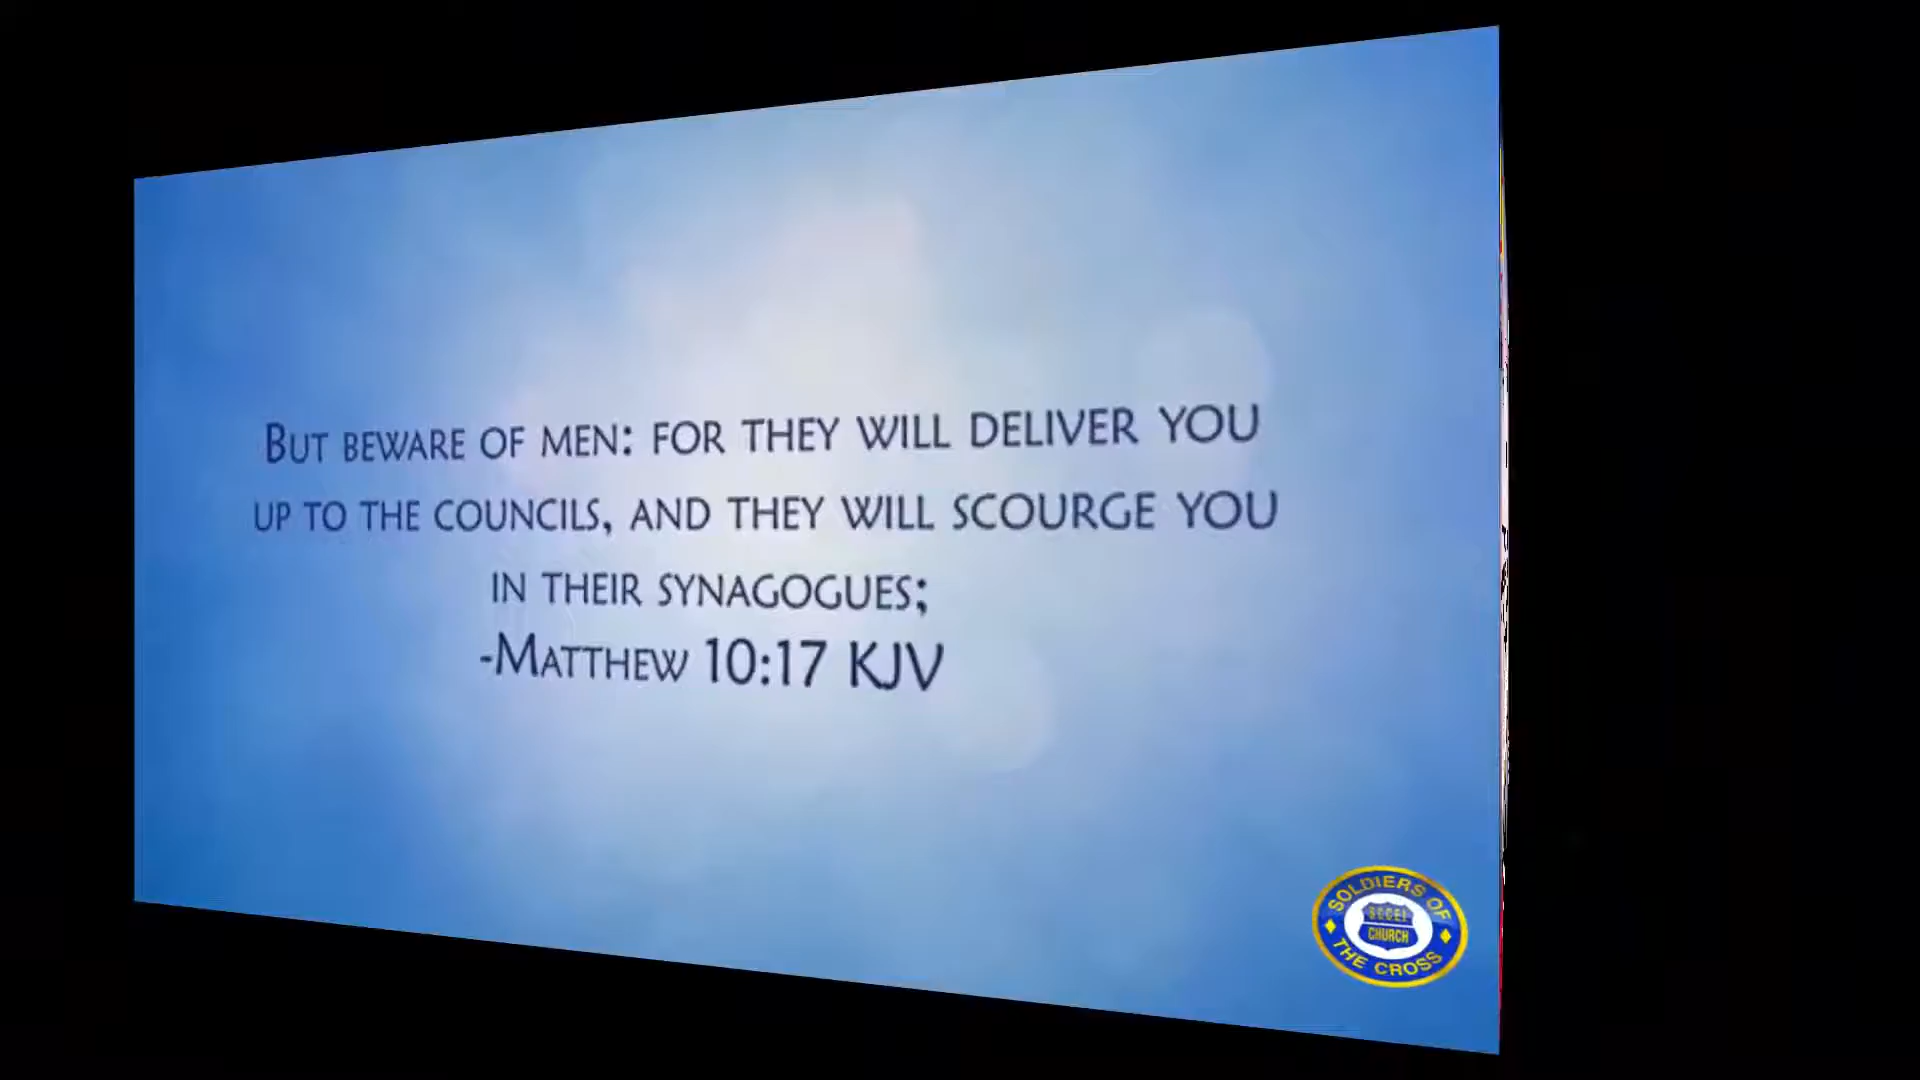 But beware of men: for they will deliver you
up to the councils, and they will scourge you
in their synagogues;
-Matthew 10:17 KJV
SOLDIERS OF
SCCEI
CHURCH
THE CROSS